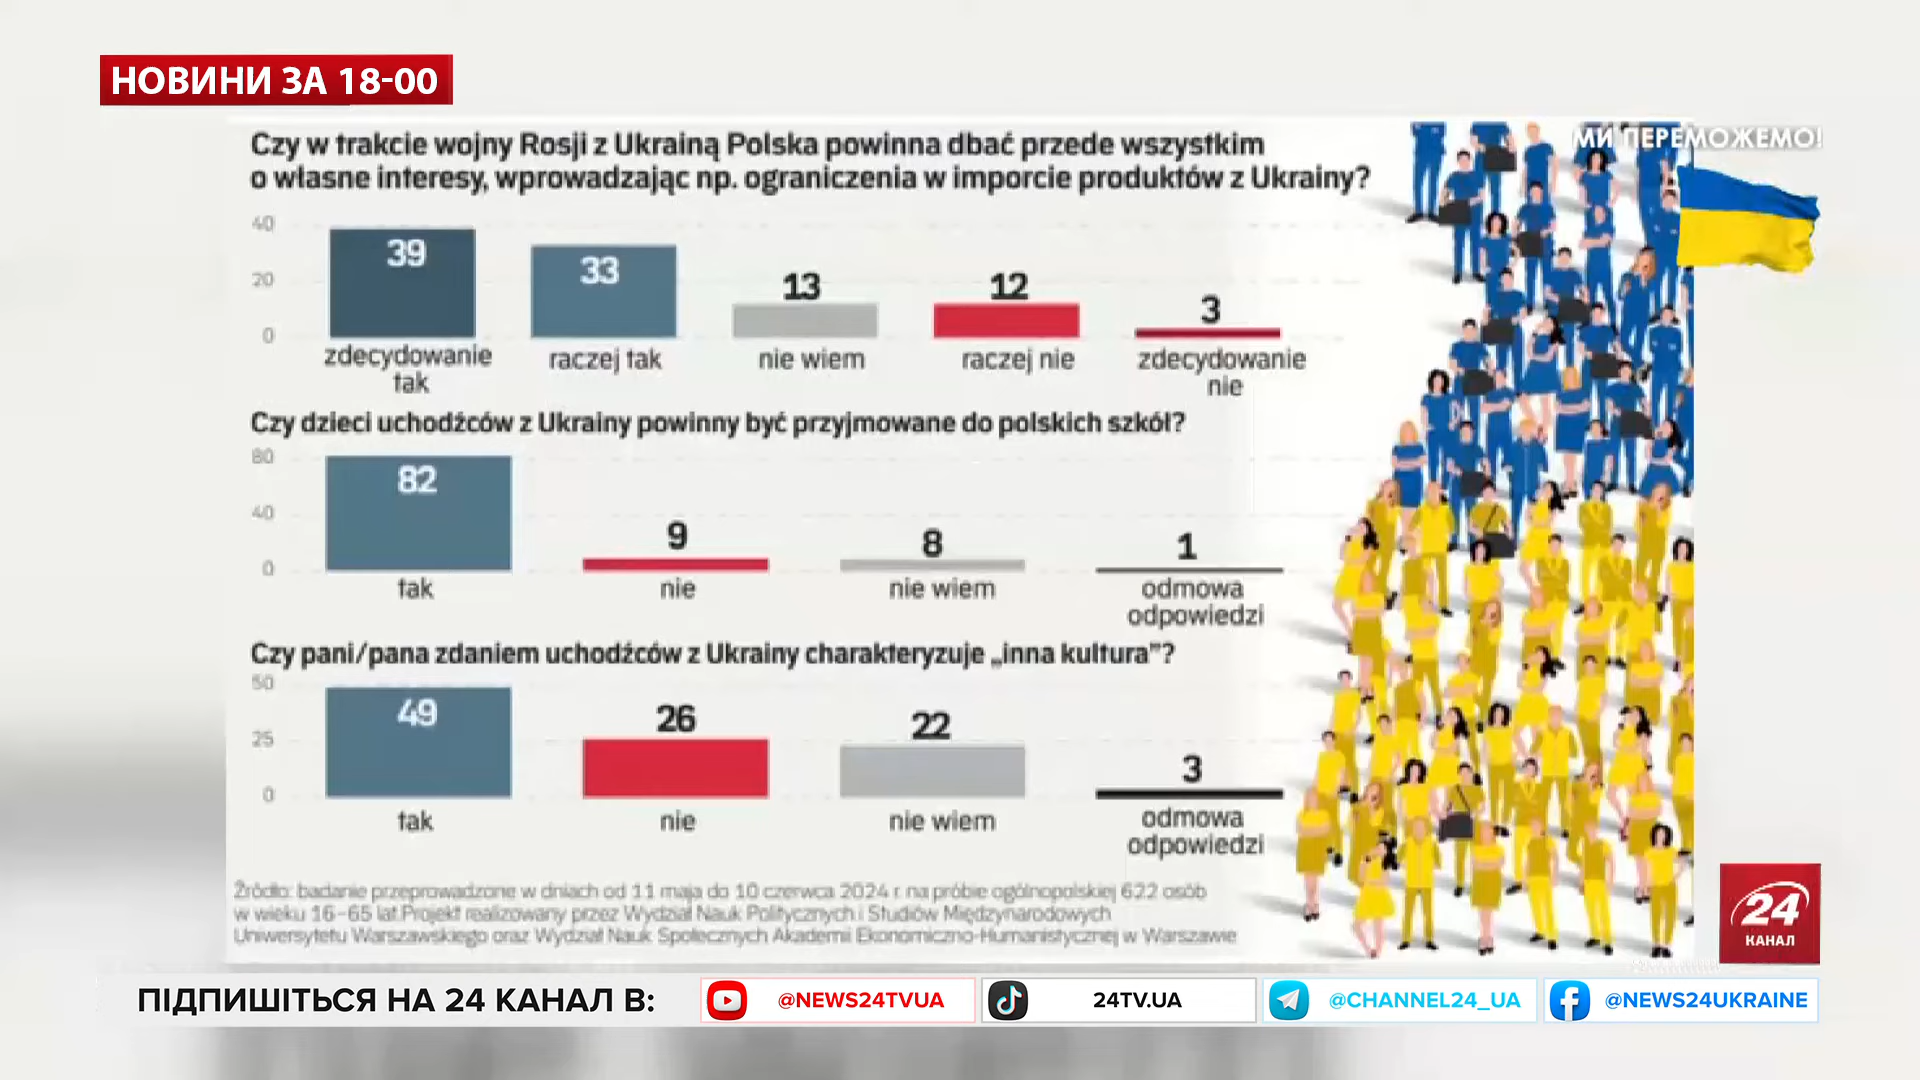 НОВИНИ ЗА 18-00
МИ ПЕРЕМОЖЕМО!
Czy w trakcie wojny Rosji z Ukrainą Polska powinna dbać przede wszystkim
o własne interesy, wprowadzając np. ograniczenia w imporcie produktów z Ukrainy?
40
20
0
39
33
13
12
3
zdecydowanie
tak
raczej tak
nie wiem
raczej nie
zdecydowanie
nie
Czy dzieci uchodźców z Ukrainy powinny być przyjmowane do polskich szkół?
80
40
0
82
9
8
1
tak
nie
nie wiem
odmowa
odpowiedzi
Czy pani/pana zdaniem uchodźców z Ukrainy charakteryzuje „inna kultura”?
50
25
0
49
26
22
3
tak
nie
nie wiem
odmowa
odpowiedzi
Źródło: badanie przeprowadzone w dniach od 11 maja do 10 czerwca 2024 r. na próbie ogólnopolskiej 622 osób
w wieku 16–65 lat.Projekt realizowany przez Wydział Nauk Politycznych i Studiów Międzynarodowych
Uniwersytetu Warszawskiego oraz Wydział Nauk Społecznych Akademii Ekonomiczno-Humanistycznej w Warszawie
24
КАНАЛ
ПІДПИШІТЬСЯ НА 24 КАНАЛ В:
@NEWS24TVUA
24TV.UA
@CHANNEL24_UA
@NEWS24UKRAINE